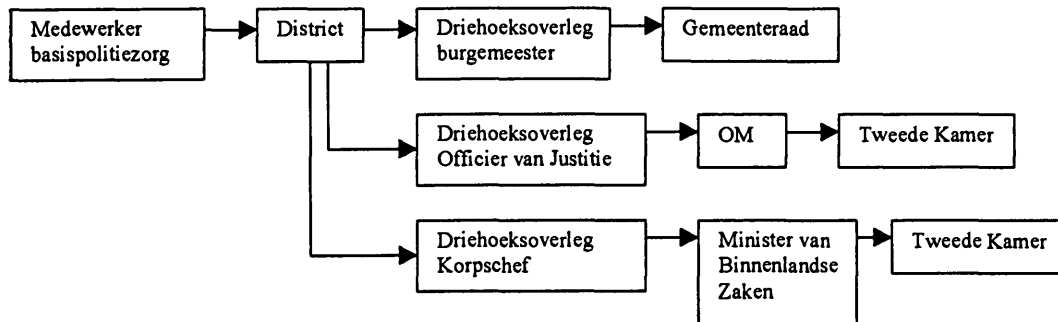 Medewerker
basispolitiezorg
District
Driehoeksoverleg
burgemeester
Gemeenteraad
Driehoeksoverleg
Officier van Justitie
OM
Tweede Kamer
Driehoeksoverleg
Korpschef
Minister van
Binnenlandse
Zaken
Tweede Kamer